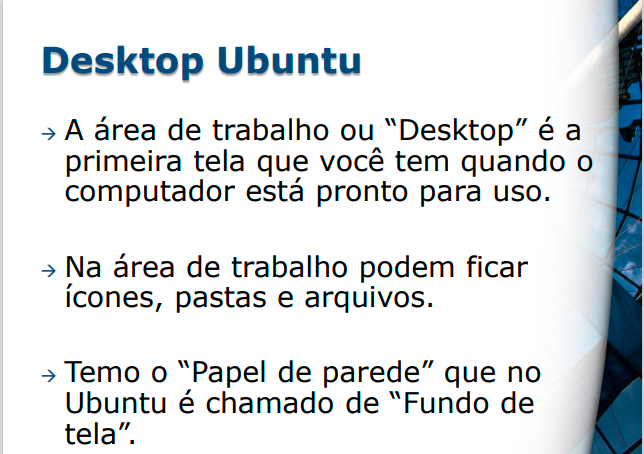 Desktop Ubuntu
→ A área de trabalho ou “Desktop” é a
primeira tela que você tem quando o
computador está pronto para uso.
→ Na área de trabalho podem ficar
ícones, pastas e arquivos.
→ Temo o “Papel de parede” que no
Ubuntu é chamado de “Fundo de
tela”.